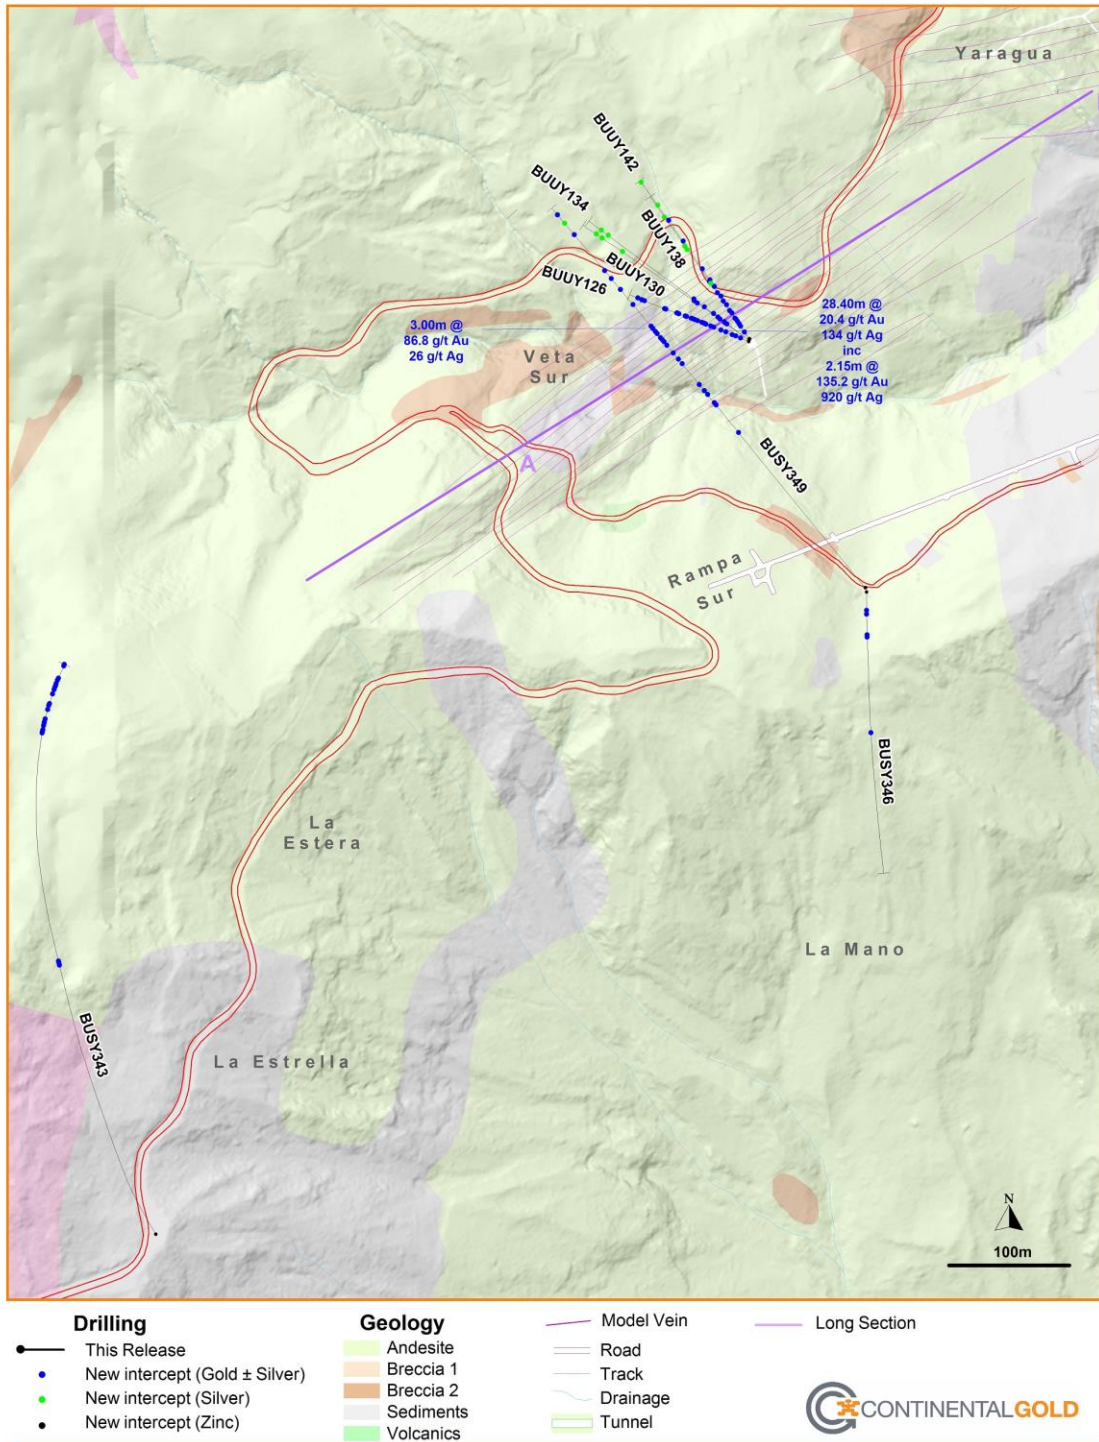 Yaragua
BUUY142
BUUY134
BUUY138
BUUY130
BUUY126
3.00m @
86.8 g/t Au
26 g/t Ag
Veta
Sur
28.40m @
20.4 g/t Au
134 g/t Ag
inc
2.15m @
135.2 g/t Au
920 g/t Ag
A
BUSY349
Rampa
Sur
BUSY346
La
Estera
La Mano
BUSY343
La Estrella
N
100m
Drilling
This Release
New intercept (Gold ± Silver)
New intercept (Silver)
New intercept (Zinc)
Geology
Andesite
Breccia 1
Breccia 2
Sediments
Volcanics
Model Vein
Road
Track
Drainage
Tunnel
Long Section
CONTINENTALGOLD